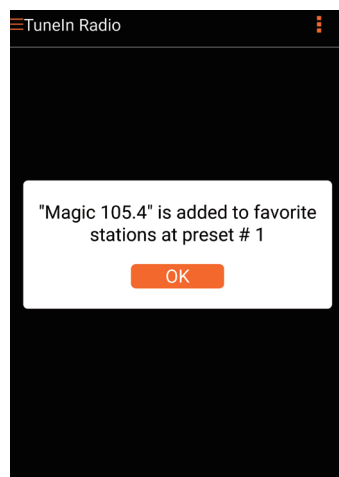 TuneIn Radio
"Magic 105.4" is added to favorite
stations at preset # 1
OK